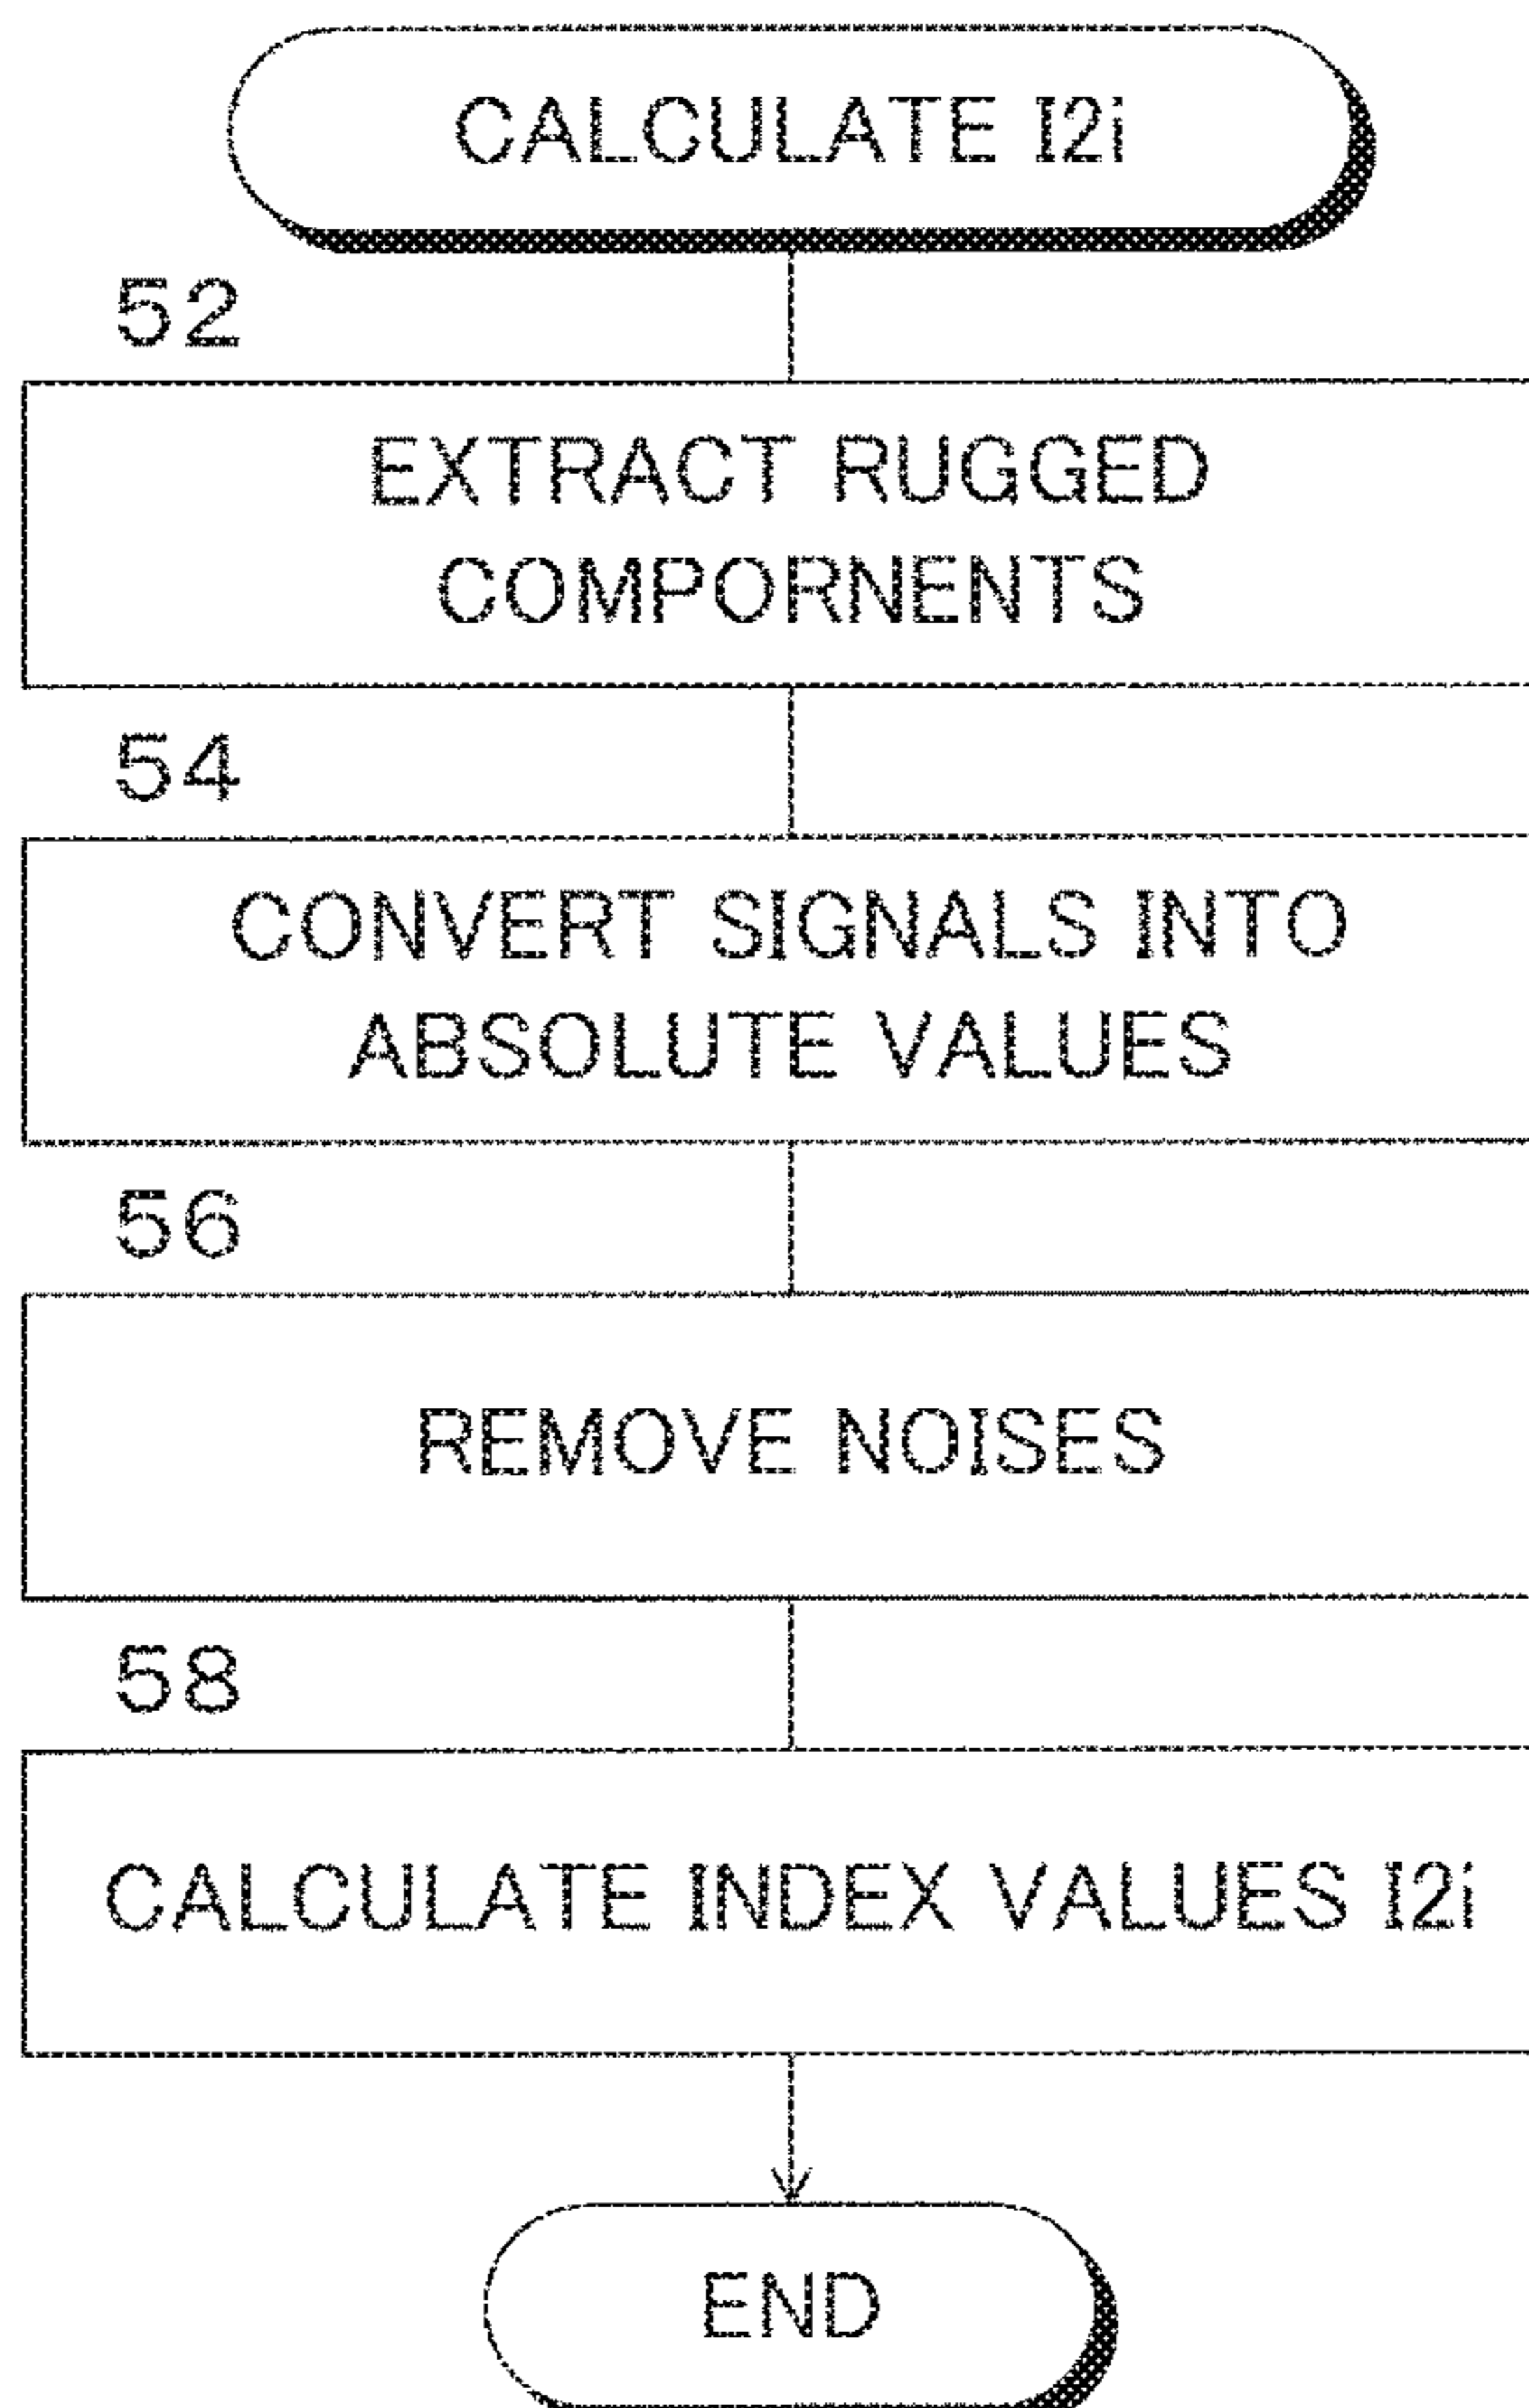 CALCULATE I2i
52
EXTRACT RUGGED
COMPORNENTS
54
CONVERT SIGNALS INTO
ABSOLUTE VALUES
56
REMOVE NOISES
58
CALCULATE INDEX VALUES I2i
END